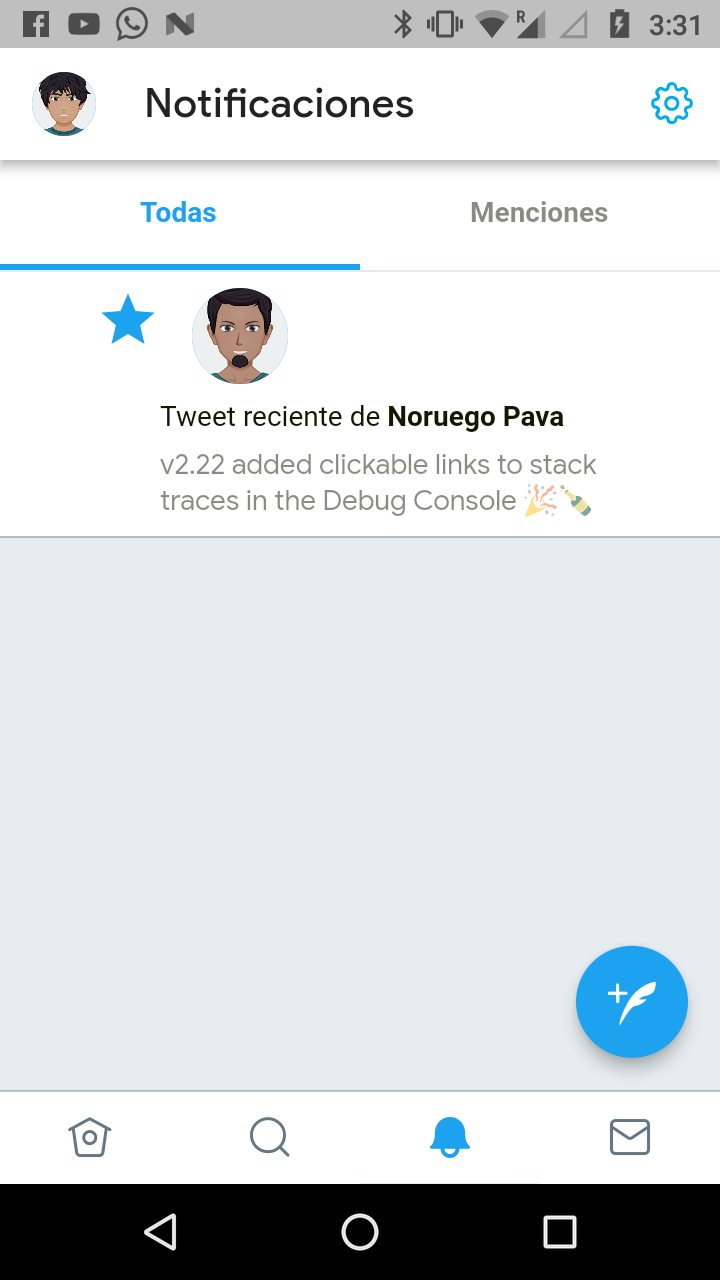 R 3:31
Notificaciones
Todas Menciones
Tweet reciente de Noruego Pava
v2.22 added clickable links to stack
traces in the Debug Console 🎉🍾